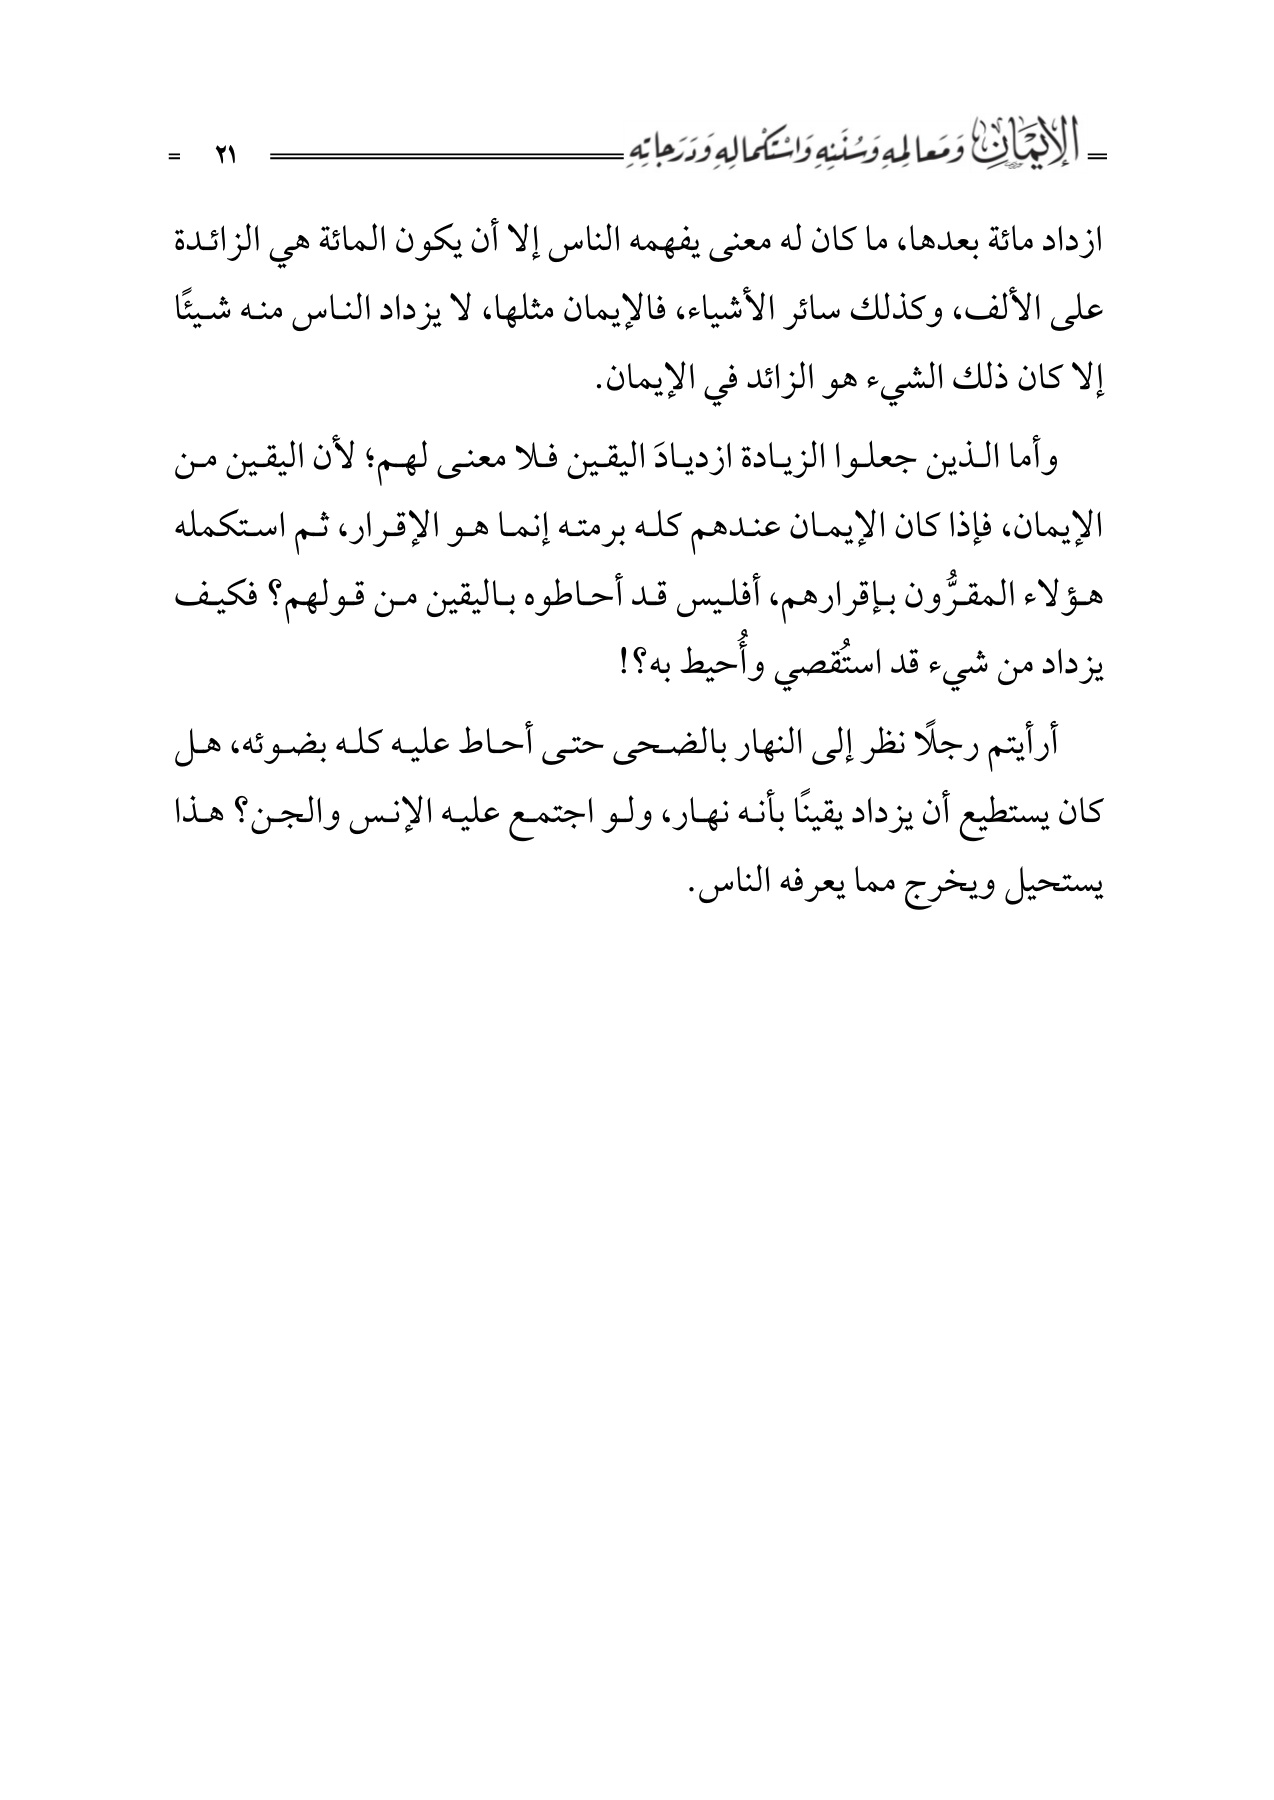 الإيمان وَمَعالمِهِ وَسُنَنِهِ وَاسْتِكْمالِهِ وَدَرَجاتِهِ ٢١
ازداد مائة بعدها، ما كان له معنى يفهمه الناس إلا أن يكون المائة هي الزائدة
على الألف، وكذلك سائر الأشياء، فالإيمان مثلها، لا يزداد الناس منه شيئًا
إلا كان ذلك الشيء هو الزائد في الإيمان.
وأما الذين جعلوا الزيادة ازديادَ اليقين فلا معنى لهم؛ لأن اليقين من
الإيمان، فإذا كان الإيمان عندهم كله برمته إنما هو الإقرار، ثم استكمله
هؤلاء المقرُّون بإقرارهم، أفليس قد أحاطوه باليقين من قولهم؟ فكيف
يزداد من شيء قد استُقصي وأُحيط به؟!
أرأيتم رجلًا نظر إلى النهار بالضحى حتى أحاط عليه كله بضوئه، هل
كان يستطيع أن يزداد يقينًا بأنه نهار، ولو اجتمع عليه الإنس والجن؟ هذا
يستحيل ويخرج مما يعرفه الناس.